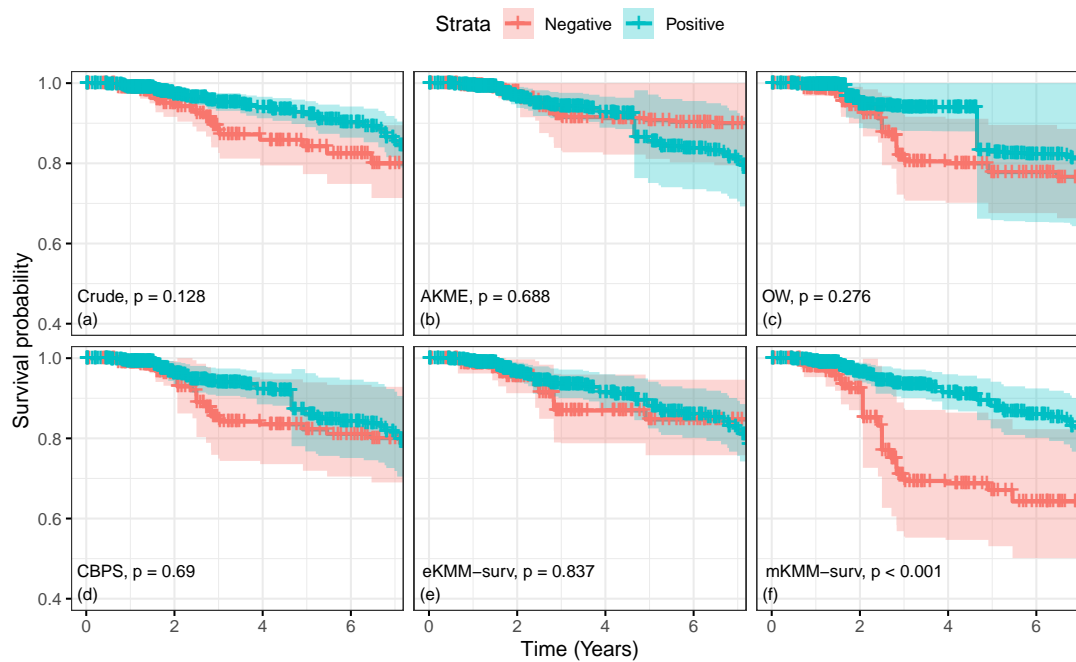 Strata Negative Positive
Survival probability
1.0
0.8
0.6
0.4
Crude, p = 0.128
(a)
AKME, p = 0.688
(b)
OW, p = 0.276
(c)
1.0
0.8
0.6
0.4
CBPS, p = 0.69
(d)
eKMM−surv, p = 0.837
(e)
mKMM−surv, p < 0.001
(f)
0 2 4 6 0 2 4 6 0 2 4 6
Time (Years)